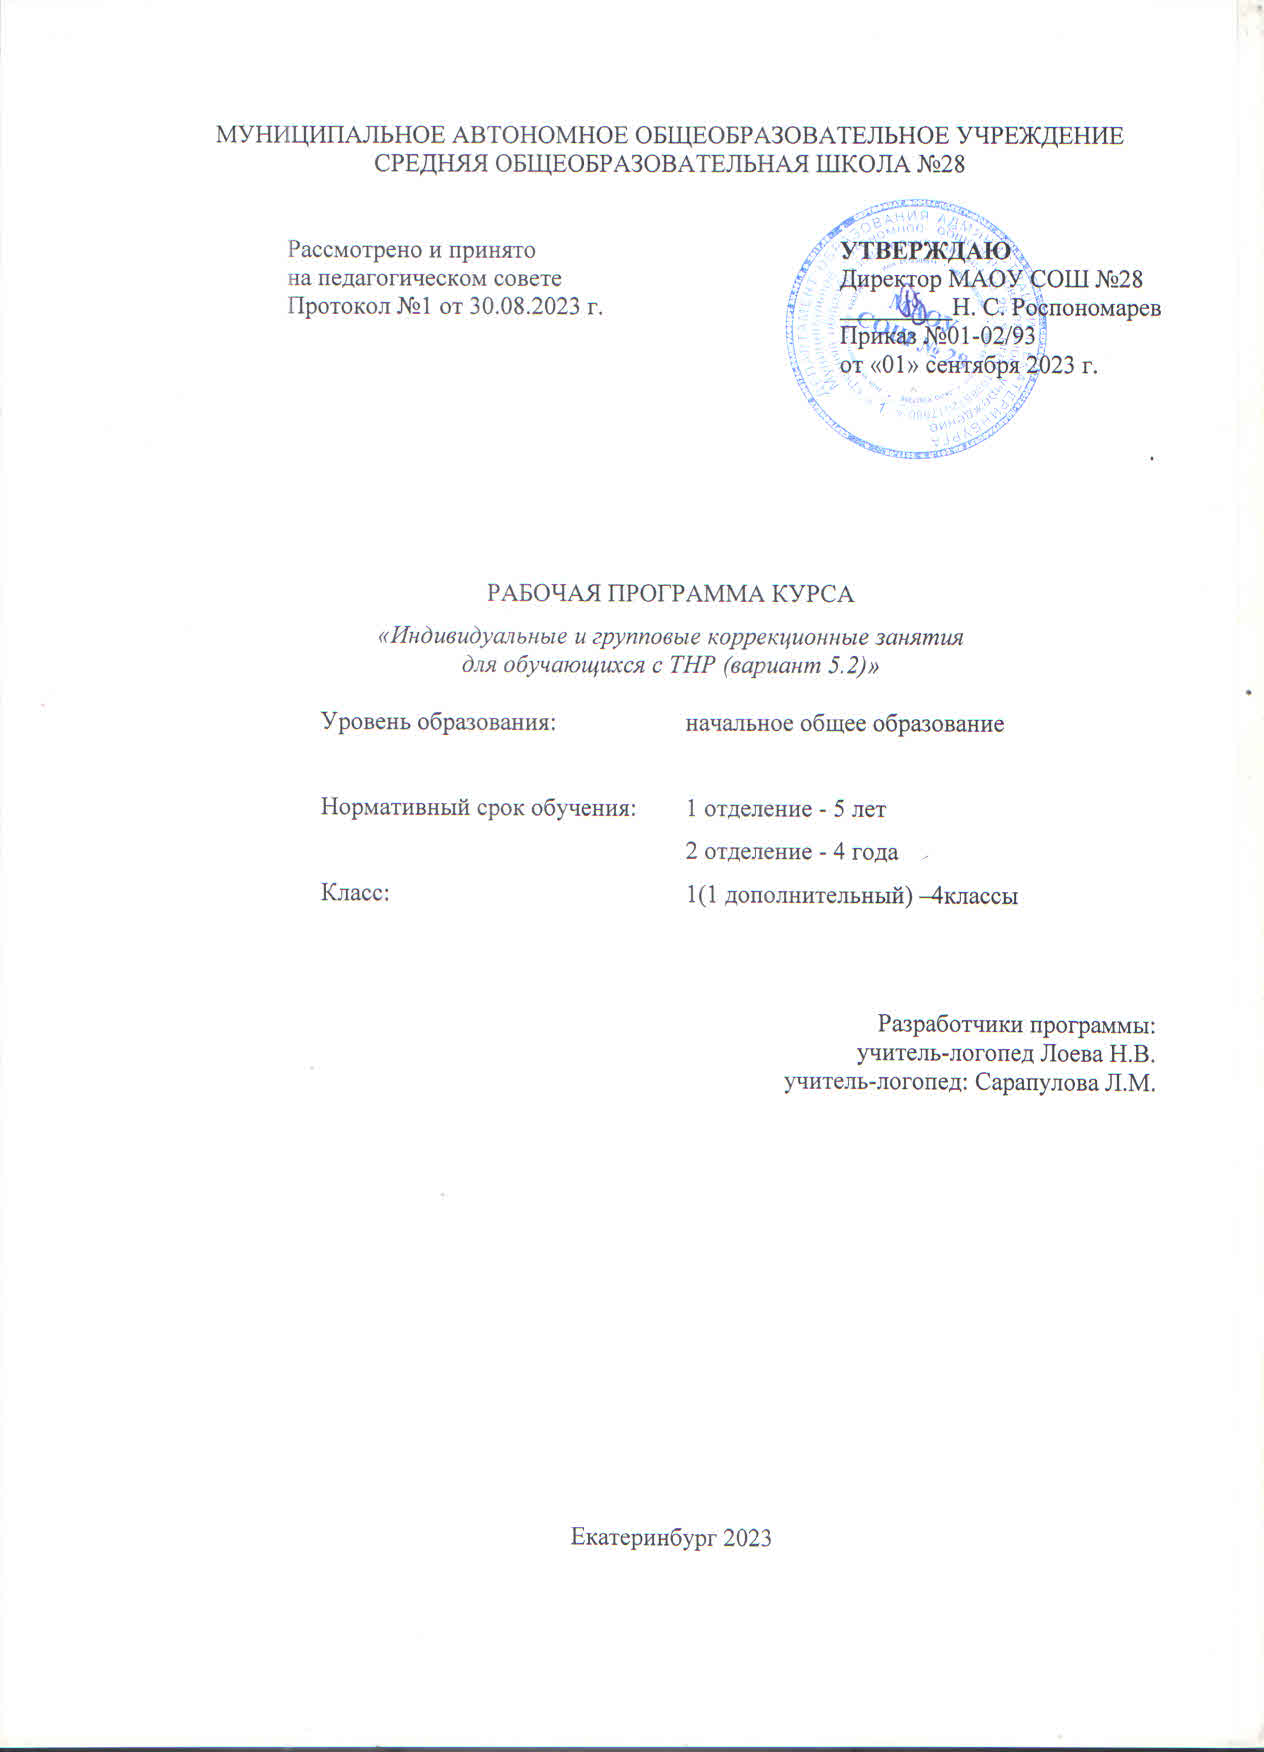 МУНИЦИПАЛЬНОЕ АВТОНОМНОЕ ОБЩЕОБРАЗОВАТЕЛЬНОЕ УЧРЕЖДЕНИЕ
СРЕДНЯЯ ОБЩЕОБРАЗОВАТЕЛЬНАЯ ШКОЛА №28
Рассмотрено и принято
на педагогическом совете
Протокол №1 от 30.08.2023 г.
УТВЕРЖДАЮ
Директор МАОУ СОШ №28
Н. С. Роспономарев
Приказ №01-02/93
от «01» сентября 2023 г.
МАОУ
СОШ № 28
РАБОЧАЯ ПРОГРАММА КУРСА
«Индивидуальные и групповые коррекционные занятия
для обучающихся с ТНР (вариант 5.2)»
Уровень образования: начальное общее образование
Нормативный срок обучения: 1 отделение - 5 лет
2 отделение - 4 года
Класс: 1(1 дополнительный) –4классы
Разработчики программы:
учитель-логопед Лоева Н.В.
учитель-логопед: Сарапулова Л.М.
Екатеринбург 2023